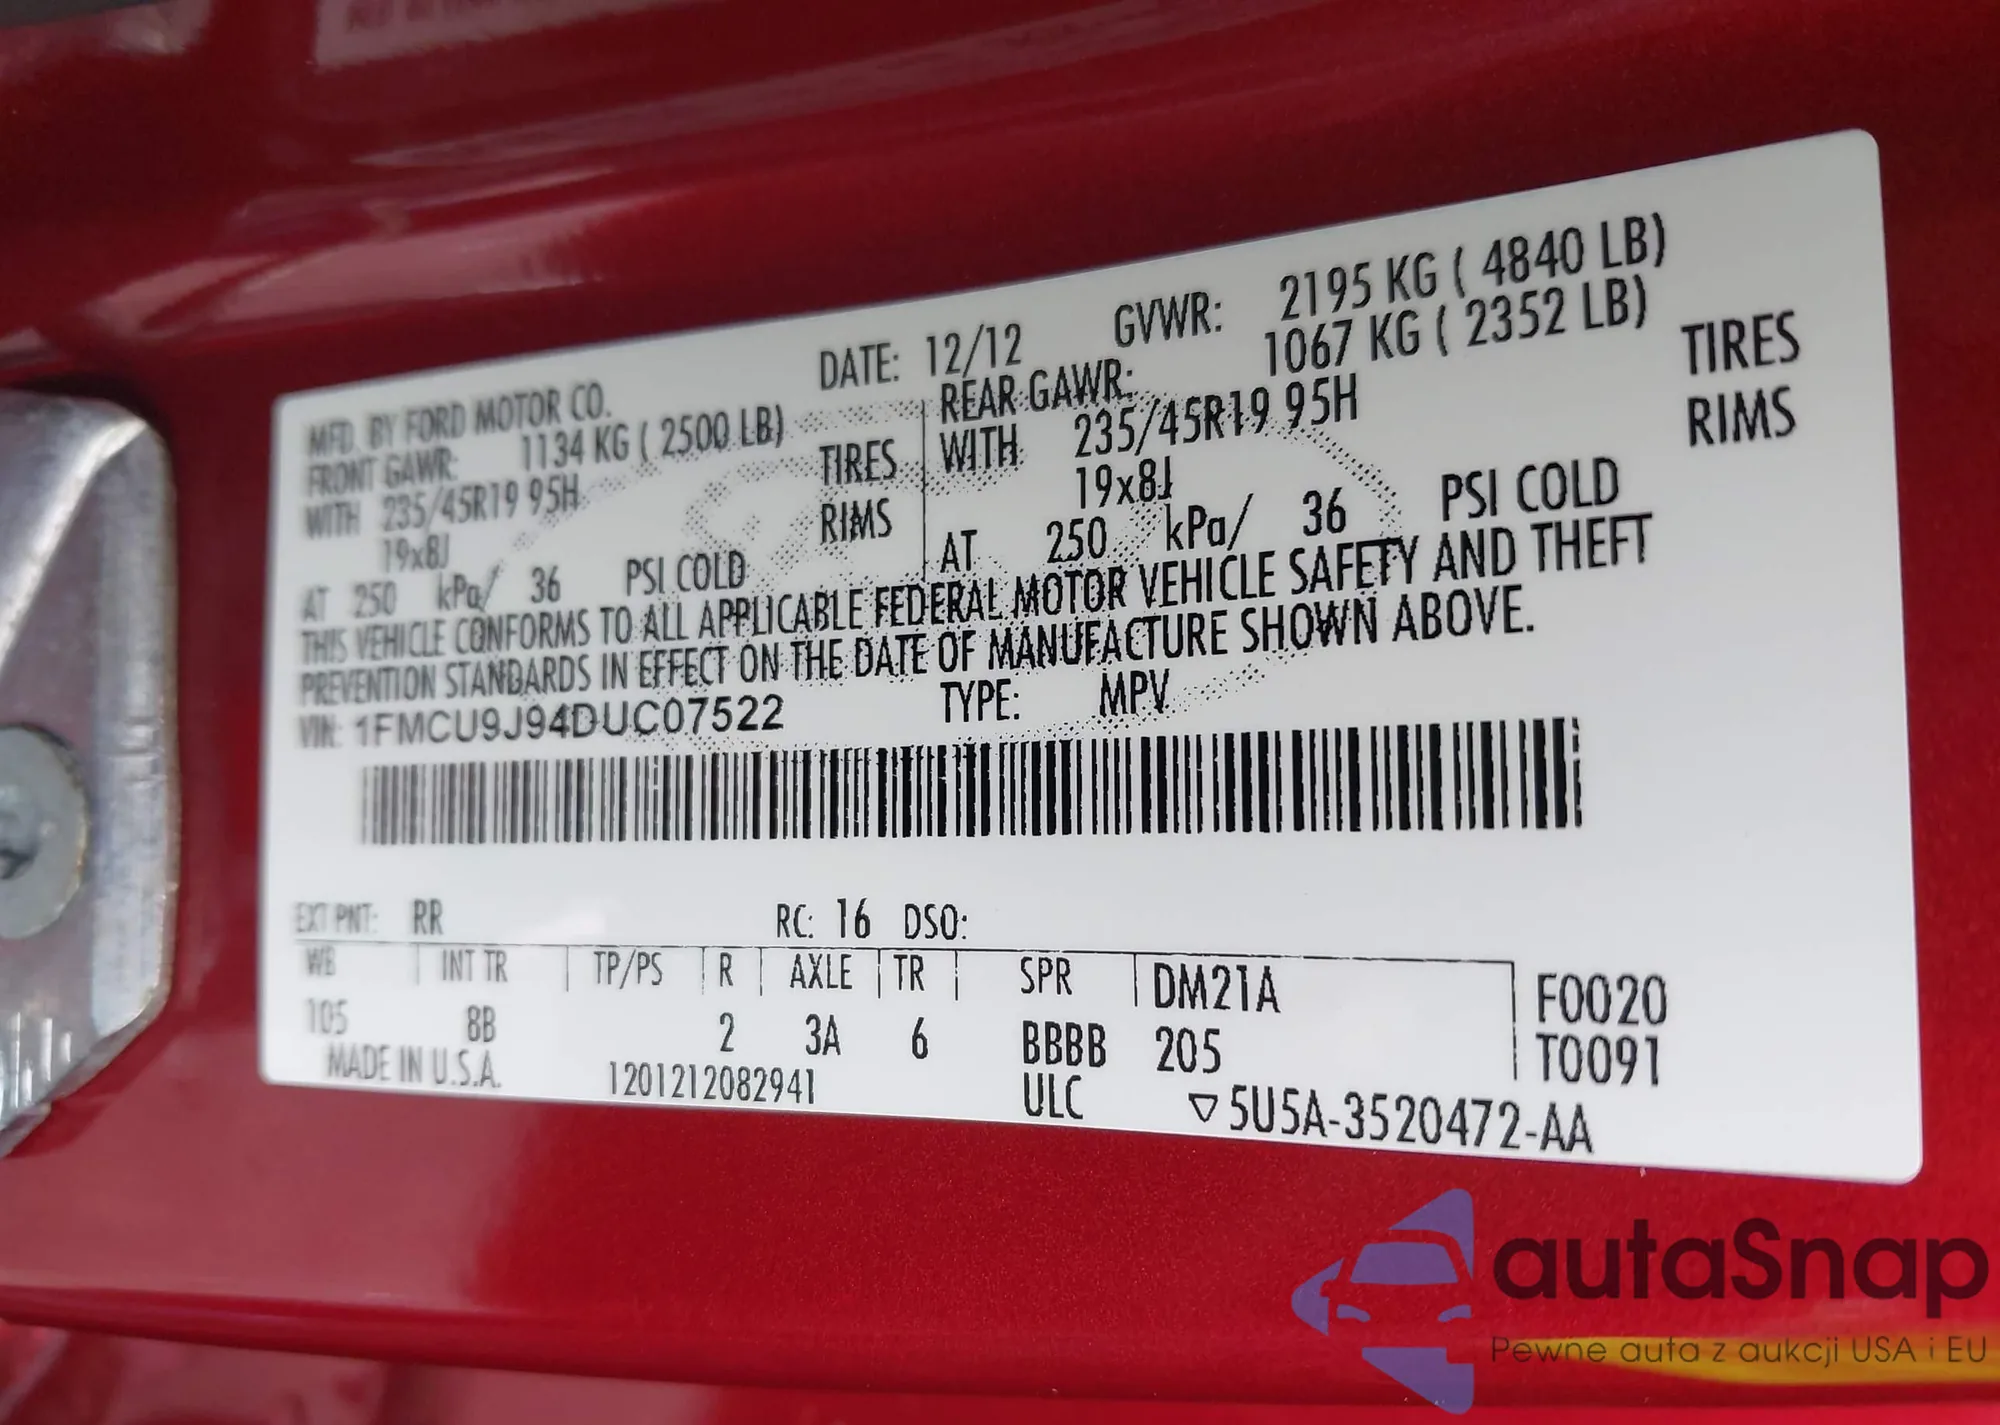 MFD. BY FORD MOTOR CO. DATE: 12/12 GVWR: 2195 KG ( 4840 LB)
FRONT GAWR: 1134 KG ( 2500 LB) REAR GAWR: 1067 KG ( 2352 LB)
WITH 235/45R19 95H TIRES WITH 235/45R19 95H TIRES
19x8J RIMS 19x8J RIMS
AT 250 kPa/ 36 PSI COLD AT 250 kPa/ 36 PSI COLD
THIS VEHICLE CONFORMS TO ALL APPLICABLE FEDERAL MOTOR VEHICLE SAFETY AND THEFT
PREVENTION STANDARDS IN EFFECT ON THE DATE OF MANUFACTURE SHOWN ABOVE.
VIN: 1FMCU9J94DUC07522 TYPE: MPV
EXT PNT: RR RC: 16 DSO:
WB INT TR TP/PS R AXLE TR SPR DM21A F0020
105 8B 2 3A 6 BBBB 205 T0091
MADE IN U.S.A. 1201212082941 ULC ▽5U5A-3520472-AA
autaSnap
Pewne auta z aukcji USA i EU